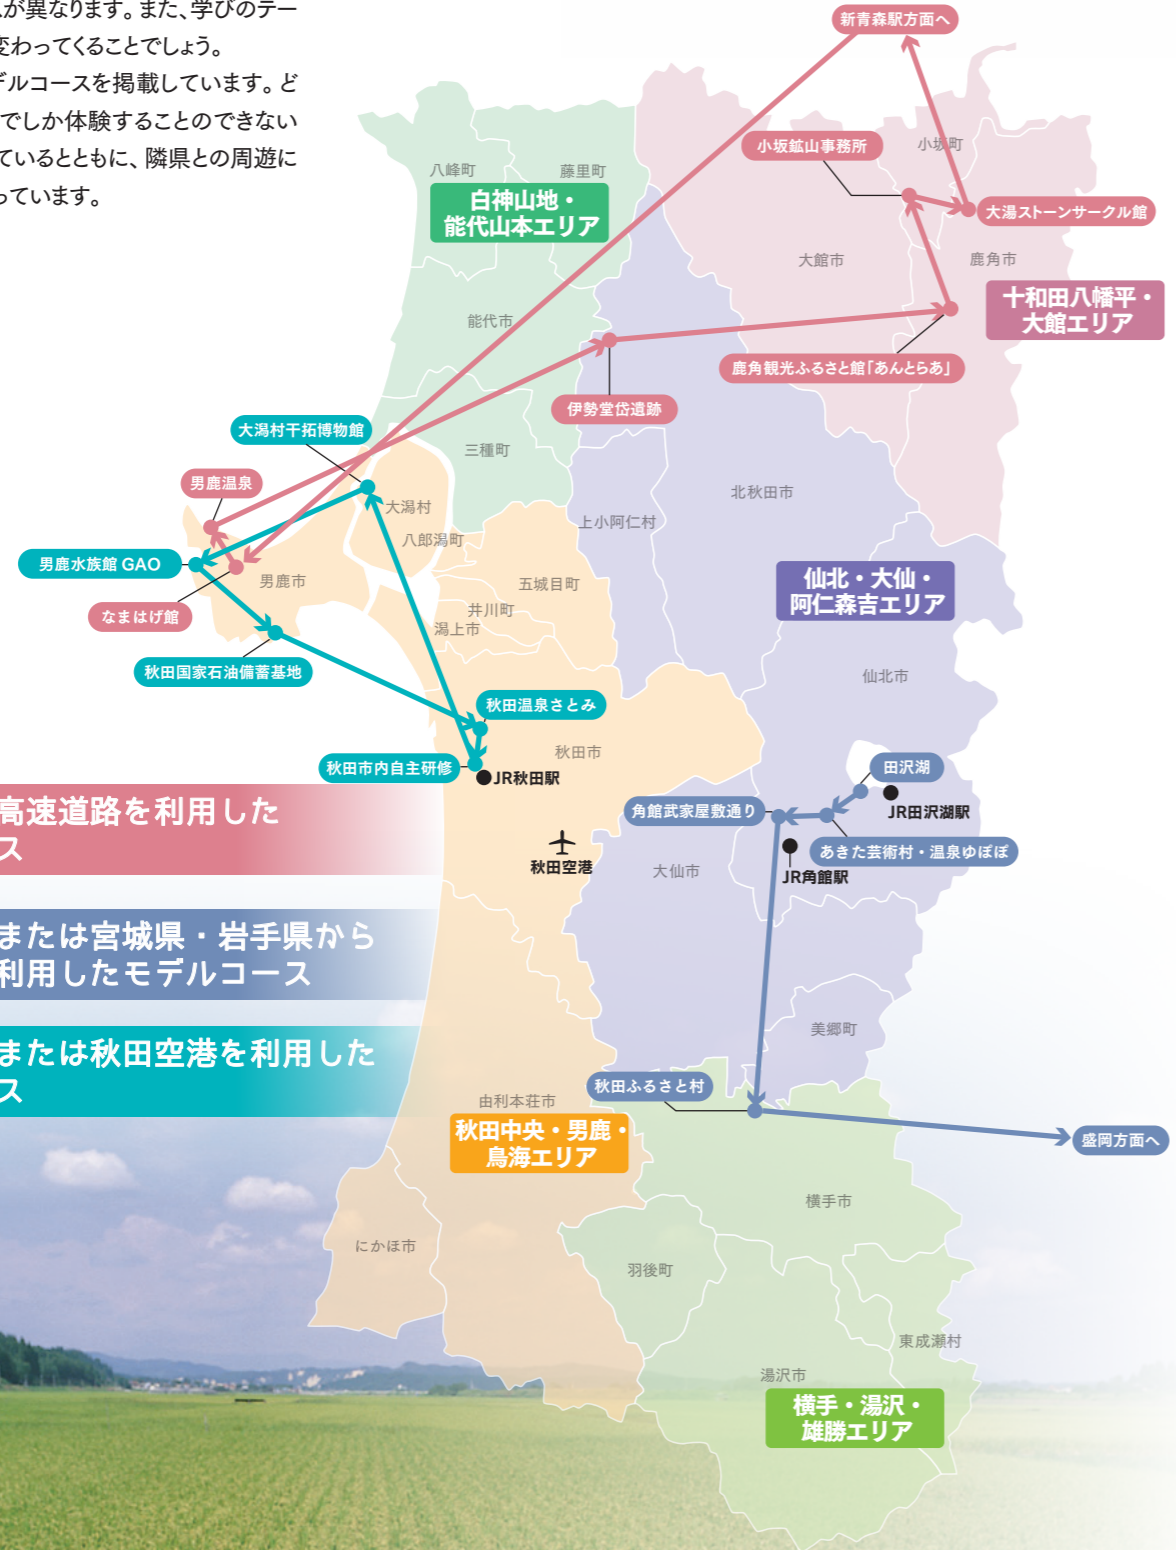 が異なります。また、学びのテー
変わってくることでしょう。
デルコースを掲載しています。ど
でしか体験することのできない
ているとともに、隣県との周遊に
っています。
新青森駅方面へ
小坂鉱山事務所
小坂町
大湯ストーンサークル館
八峰町
藤里町
白神山地・
能代山本エリア
大館市
鹿角市
十和田八幡平・
大館エリア
能代市
鹿角観光ふるさと館「あんとらあ」
伊勢堂岱遺跡
大潟村干拓博物館
三種町
男鹿温泉
北秋田市
大潟村
上小阿仁村
八郎潟町
男鹿水族館 GAO
男鹿市
五城目町
仙北・大仙・
阿仁森吉エリア
井川町
なまはげ館
潟上市
秋田国家石油備蓄基地
仙北市
秋田温泉さとみ
秋田市
秋田市内自主研修
JR秋田駅
田沢湖
JR田沢湖駅
角館武家屋敷通り
あきた芸術村・温泉ゆぽぽ
JR角館駅
秋田空港
大仙市
高速道路を利用した
ス
または宮城県・岩手県から
利用したモデルコース
または秋田空港を利用した
ス
美郷町
秋田ふるさと村
由利本荘市
秋田中央・男鹿・
鳥海エリア
盛岡方面へ
横手市
にかほ市
羽後町
東成瀬村
湯沢市
横手・湯沢・
雄勝エリア